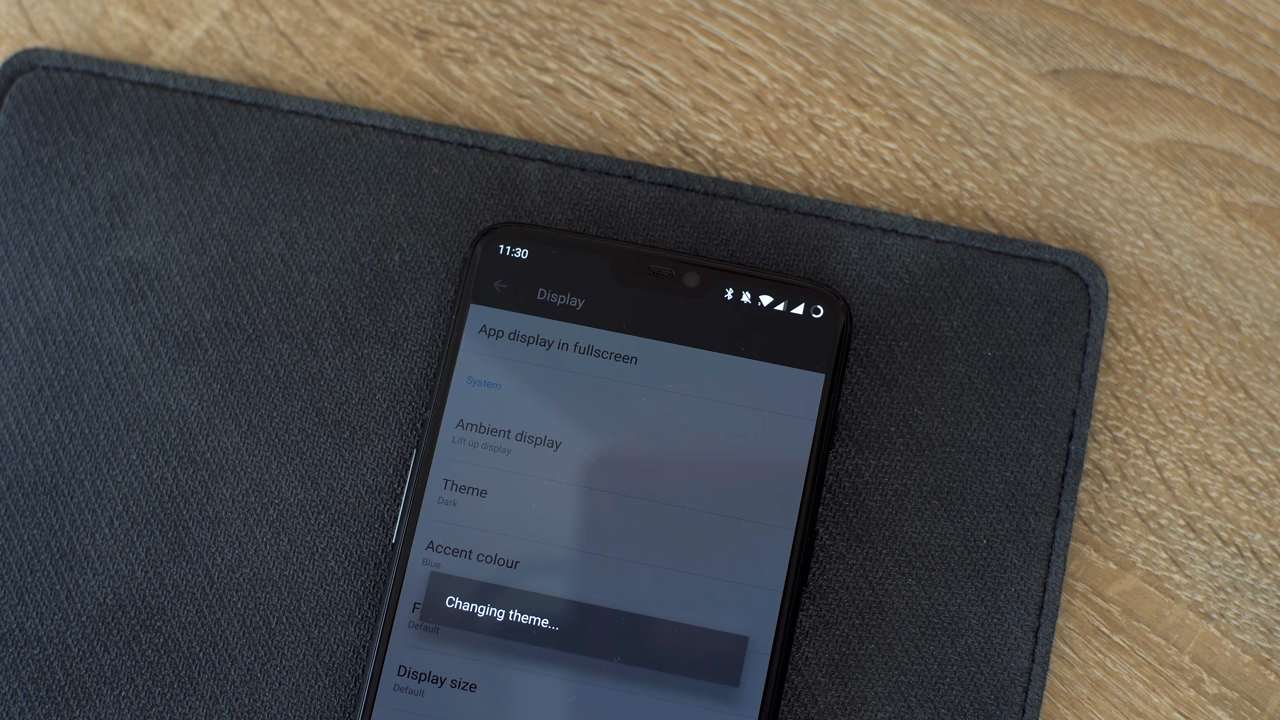 11:30
Display
App display in fullscreen
System
Ambient display
Lift up display
Theme
Dark
Accent colour
Blue
Changing theme...
F
Default
Display size
Default